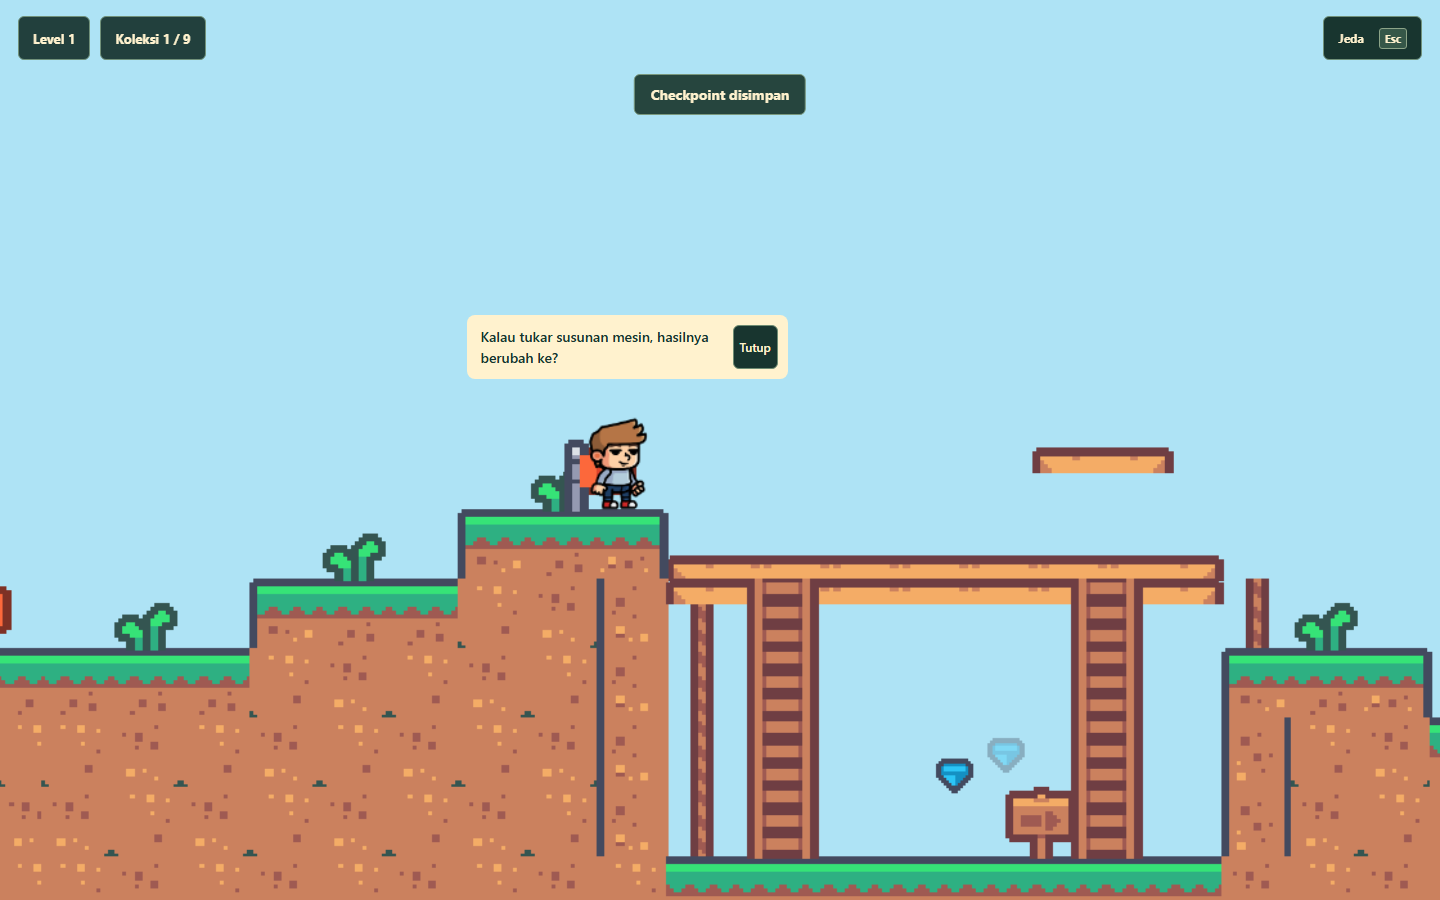 Level 1
Koleksi 1 / 9
Jeda Esc
Checkpoint disimpan
Kalau tukar susunan mesin, hasilnya
berubah ke?
Tutup